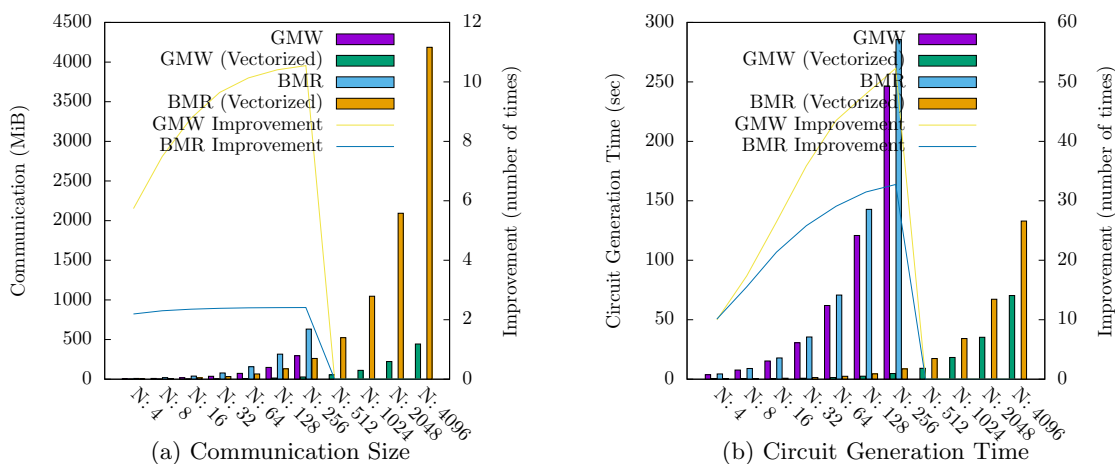 4500
4000
3500
3000
2500
2000
1500
1000
500
0
Communication (MiB)
12
10
8
6
4
2
0
Improvement (number of times)
GMW
GMW (Vectorized)
BMR
BMR (Vectorized)
GMW Improvement
BMR Improvement
N: 4
N: 8
N: 16
N: 32
N: 64
N: 128
N: 256
N: 512
N: 1024
N: 2048
N: 4096
(a) Communication Size
300
250
200
150
100
50
0
Circuit Generation Time (sec)
60
50
40
30
20
10
0
Improvement (number of times)
GMW
GMW (Vectorized)
BMR
BMR (Vectorized)
GMW Improvement
BMR Improvement
N: 4
N: 8
N: 16
N: 32
N: 64
N: 128
N: 256
N: 512
N: 1024
N: 2048
N: 4096
(b) Circuit Generation Time